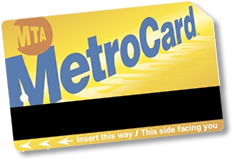 MTA
MetroCard
Insert this way / This side facing you